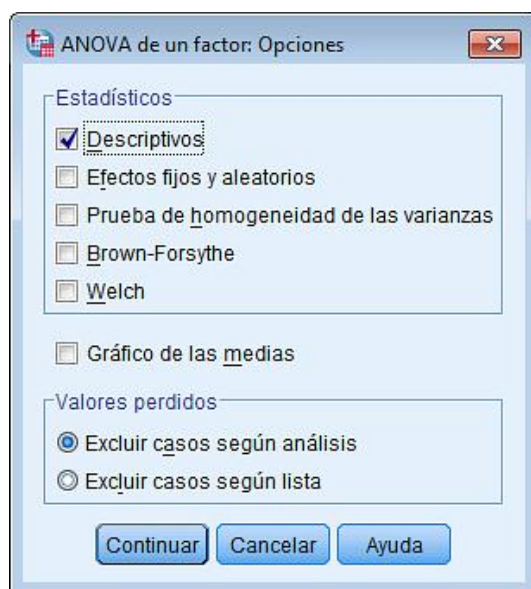 ANOVA de un factor: Opciones
Estadísticos
Descriptivos
Efectos fijos y aleatorios
Prueba de homogeneidad de las varianzas
Brown-Forsythe
Welch
Gráfico de las medias
Valores perdidos
Excluir casos según análisis
Excluir casos según lista
Continuar Cancelar Ayuda